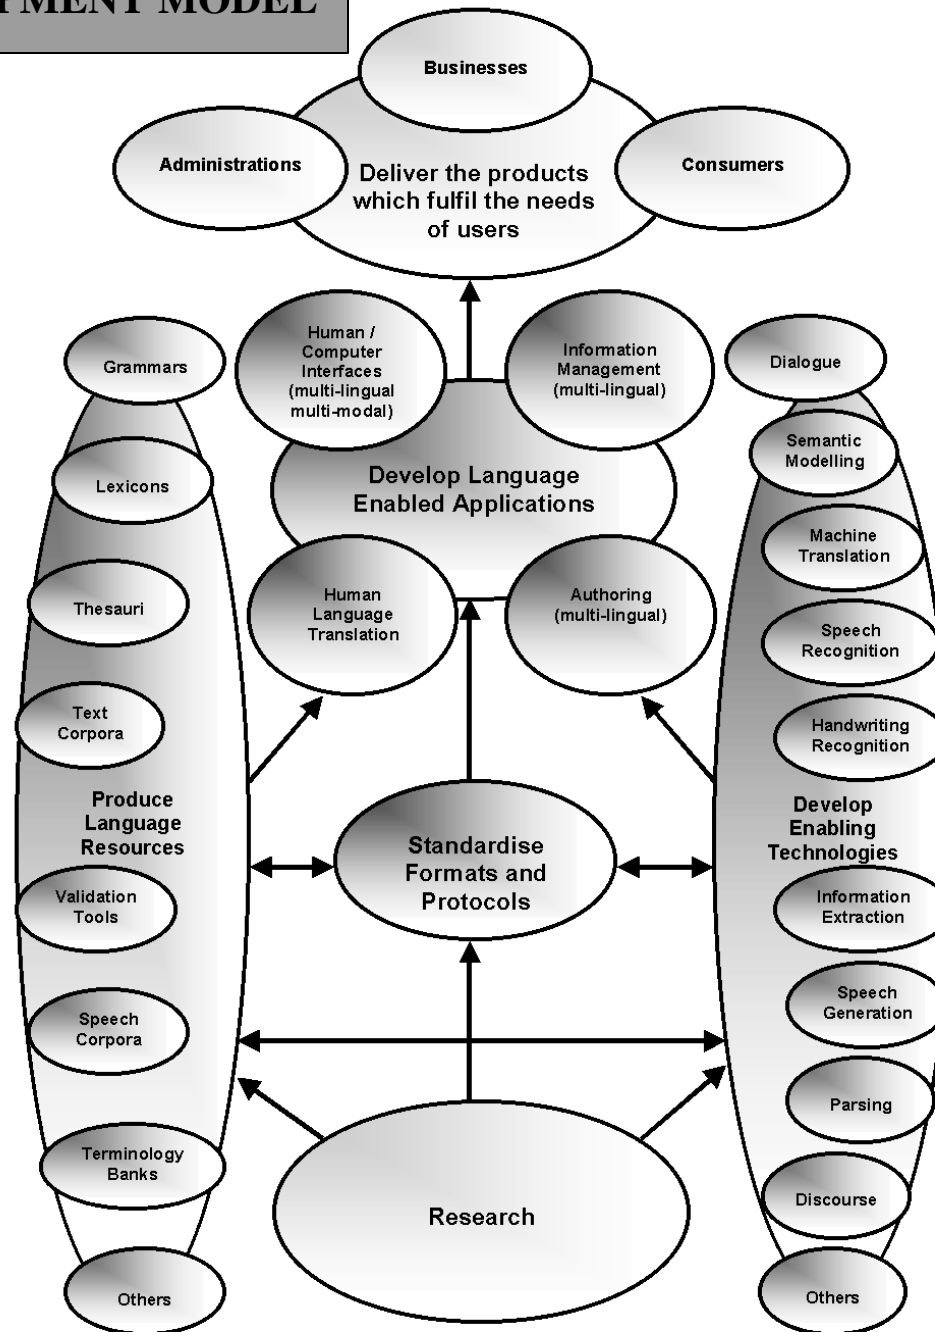 PMENT MODEL
Businesses
Administrations
Consumers
Deliver the products
which fulfil the needs
of users
Human /
Computer
Interfaces
(multi-lingual
multi-modal)
Information
Management
(multi-lingual)
Develop Language
Enabled Applications
Human
Language
Translation
Authoring
(multi-lingual)
Grammars
Lexicons
Thesauri
Text
Corpora
Produce
Language
Resources
Validation
Tools
Speech
Corpora
Terminology
Banks
Others
Standardise
Formats and
Protocols
Research
Dialogue
Semantic
Modelling
Machine
Translation
Speech
Recognition
Handwriting
Recognition
Develop
Enabling
Technologies
Information
Extraction
Speech
Generation
Parsing
Discourse
Others